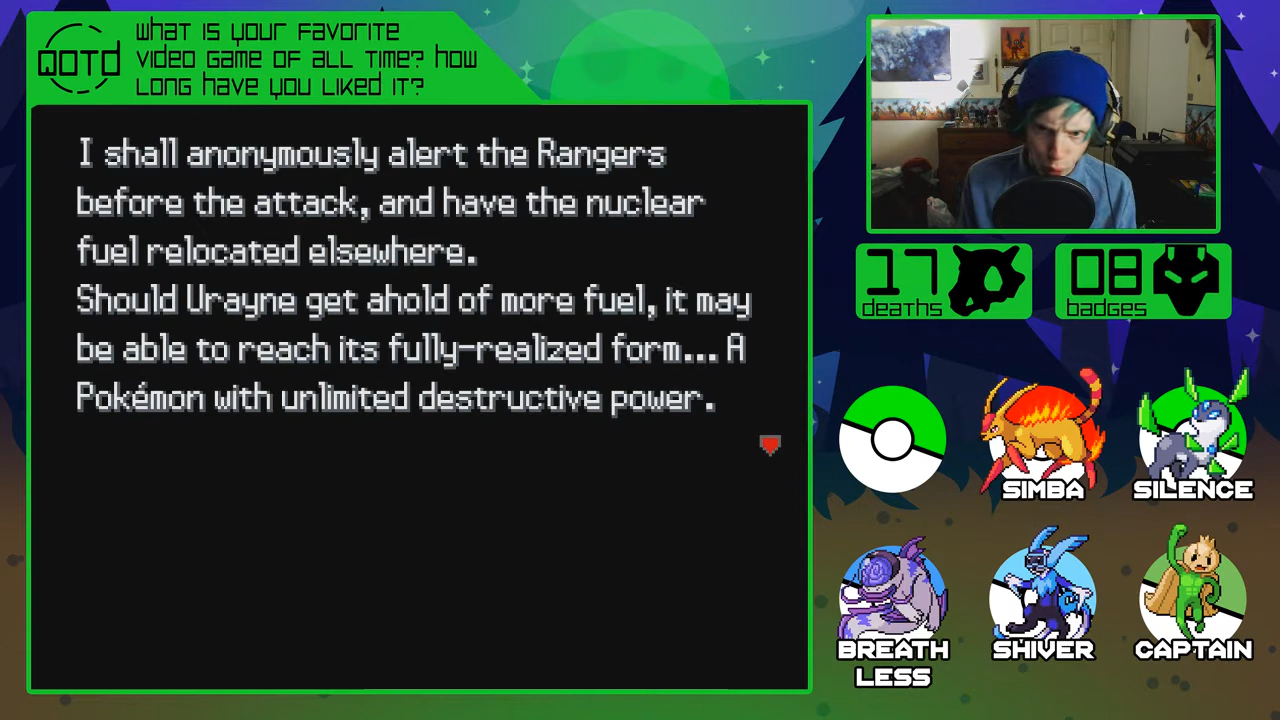 QOTD
WHAT IS YOUR FAVORITE
VIDEO GAME OF ALL TIME? HOW
LONG HAVE YOU LIKED IT?
I shall anonymously alert the Rangers
before the attack, and have the nuclear
fuel relocated elsewhere.
Should Urayne get ahold of more fuel, it may
be able to reach its fully-realized form... A
Pokémon with unlimited destructive power.
17
deaths
08
badges
SIMBA
SILENCE
BREATH
LESS
SHIVER
CAPTAIN